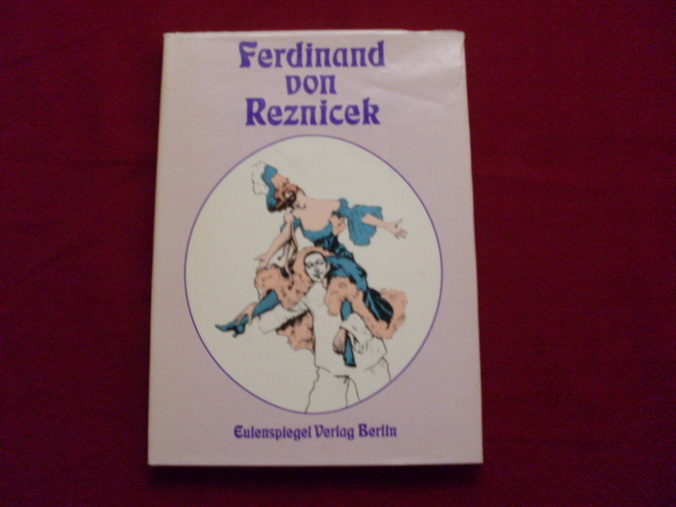 Ferdinand
von
Reznicek
Eulenspiegel Verlag Berlin